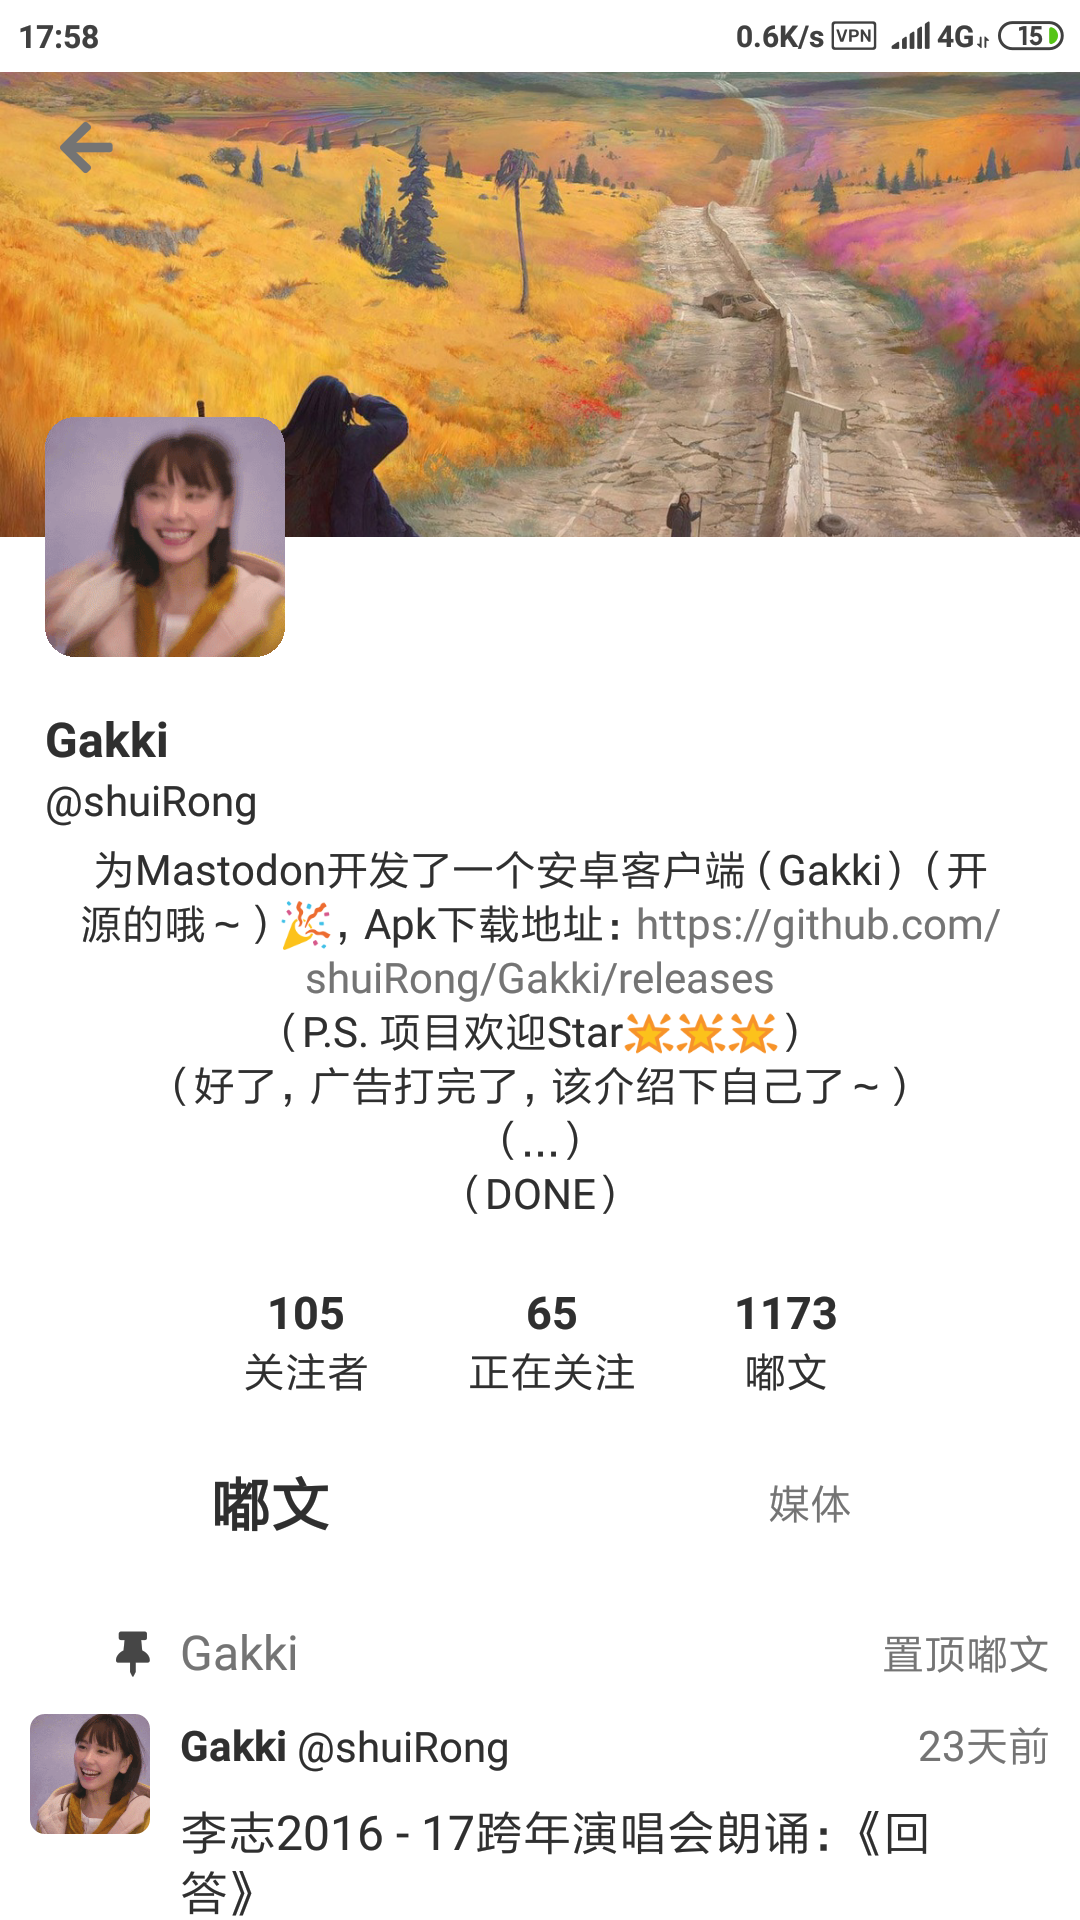 17:58
0.6K/s VPN 4G 15
Gakki
@shuiRong
为Mastodon开发了一个安卓客户端（Gakki）（开
源的哦～）🎉，Apk下载地址：https://github.com/
shuiRong/Gakki/releases
（P.S. 项目欢迎Star🌟🌟🌟）
（好了，广告打完了，该介绍下自己了～）
（...）
（DONE）
105 65 1173
关注者 正在关注 嘟文
嘟文 媒体
Gakki 置顶嘟文
Gakki @shuiRong 23天前
李志2016 - 17跨年演唱会朗诵：《回
答》